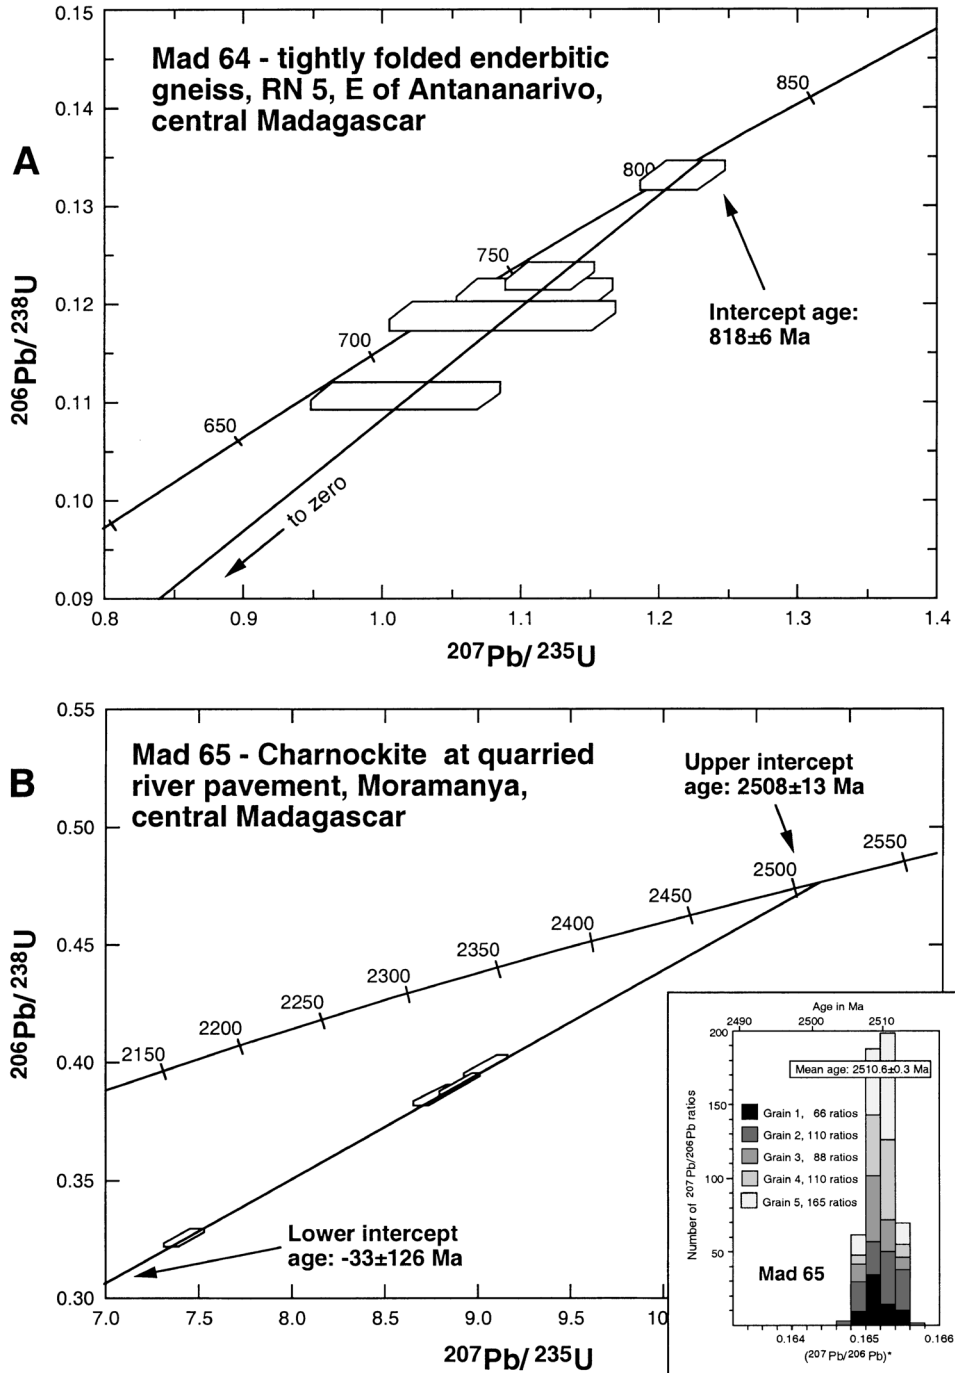 A
Mad 64 - tightly folded enderbitic
gneiss, RN 5, E of Antananarivo,
central Madagascar
0.15
0.14
0.13
0.12
0.11
0.10
0.09
206Pb/238U
850
800
750
700
650
Intercept age:
818±6 Ma
to zero
0.8 0.9 1.0 1.1 1.2 1.3 1.4
207Pb/235U
B
Mad 65 - Charnockite at quarried
river pavement, Moramanya,
central Madagascar
0.55
0.50
0.45
0.40
0.35
0.30
206Pb/238U
Upper intercept
age: 2508±13 Ma
2550
2500
2450
2400
2350
2300
2250
2200
2150
Lower intercept
age: -33±126 Ma
7.0 7.5 8.0 8.5 9.0 9.5 10
207Pb/235U
Age in Ma
2490 2500 2510
200
150
100
50
Number of 207Pb/206Pb ratios
Mean age: 2510.6±0.3 Ma
Grain 1, 66 ratios
Grain 2, 110 ratios
Grain 3, 88 ratios
Grain 4, 110 ratios
Grain 5, 165 ratios
Mad 65
0.164 0.165 0.166
(207Pb/206Pb)*